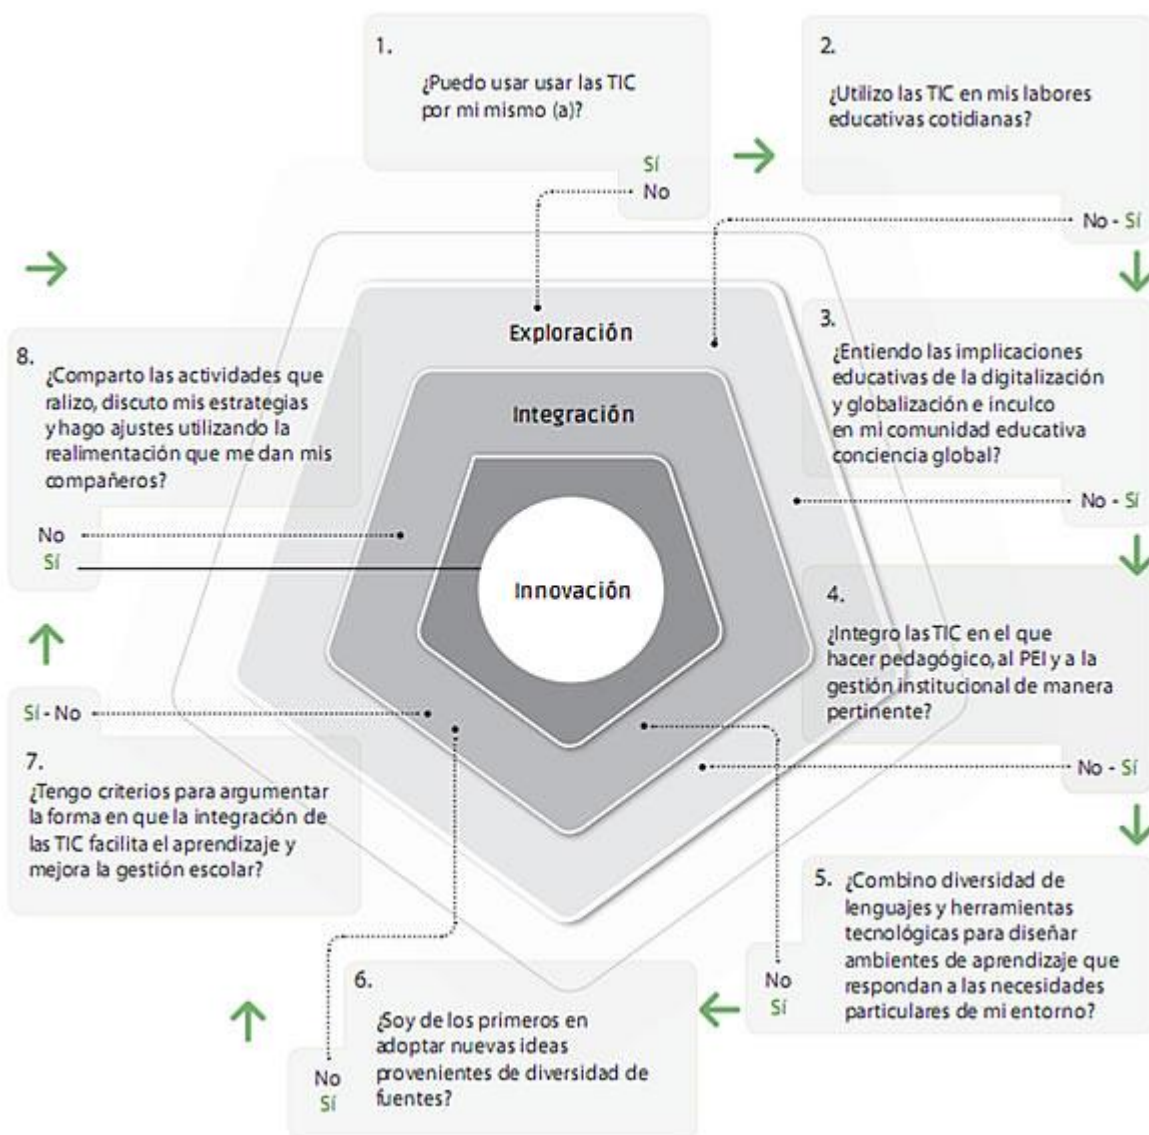 1.
¿Puedo usar usar las TIC
por mi mismo (a)?
Sí
No
2.
¿Utilizo las TIC en mis labores
educativas cotidianas?
No - Sí
3.
¿Entiendo las implicaciones
educativas de la digitalización
y globalización e inculco
en mi comunidad educativa
conciencia global?
No - Sí
4.
¿Integro las TIC en el que
hacer pedagógico, al PEI y a la
gestión institucional de manera
pertinente?
No - Sí
5. ¿Combino diversidad de
lenguajes y herramientas
tecnológicas para diseñar
ambientes de aprendizaje que
respondan a las necesidades
particulares de mi entorno?
No
Sí
6.
¿Soy de los primeros en
adoptar nuevas ideas
provenientes de diversidad de
fuentes?
No
Sí
Sí - No
7.
¿Tengo criterios para argumentar
la forma en que la integración de
las TIC facilita el aprendizaje y
mejora la gestión escolar?
8.
¿Comparto las actividades que
ralizo, discuto mis estrategias
y hago ajustes utilizando la
realimentación que me dan mis
compañeros?
No
Sí
Exploración
Integración
Innovación